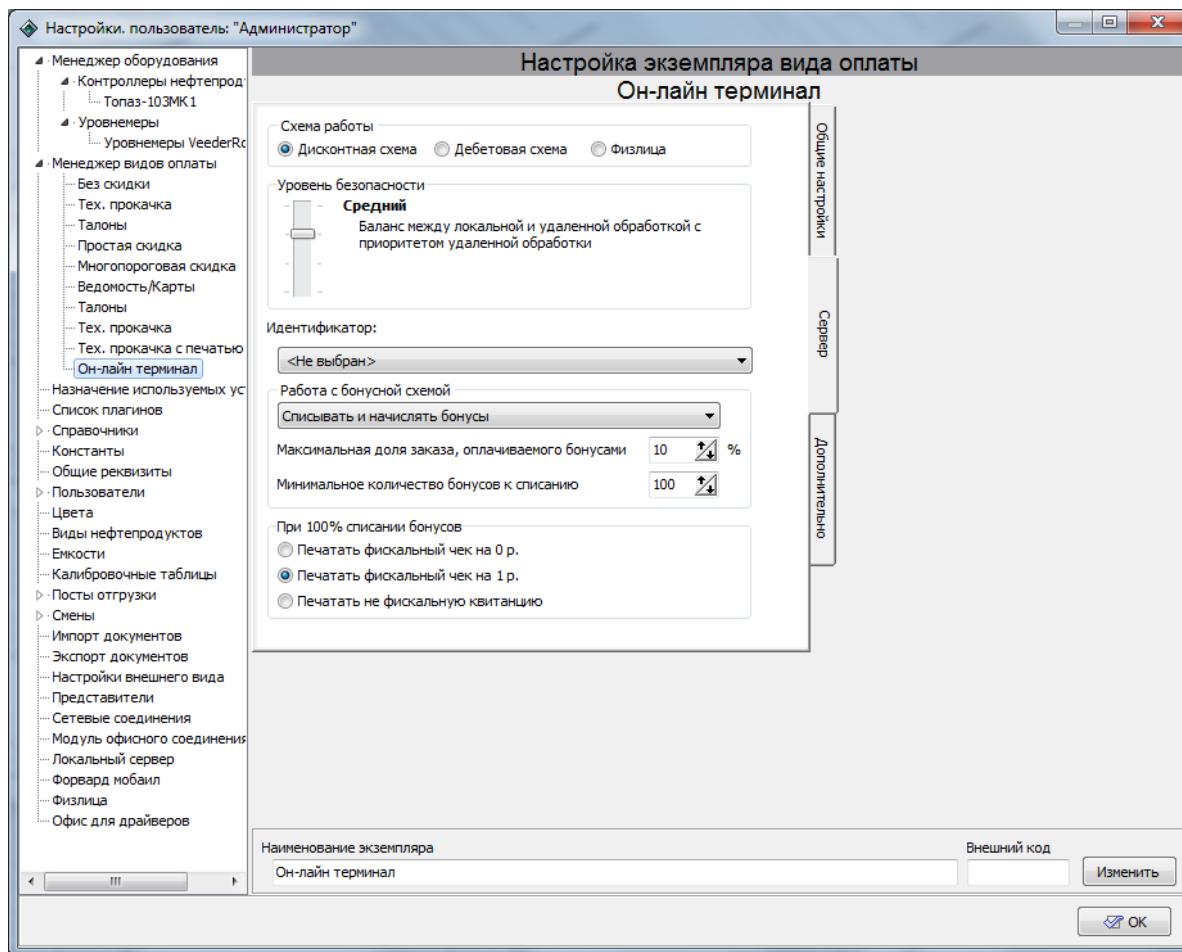 Настройки. пользователь: "Администратор"
Менеджер оборудования
Контроллеры нефтепрод
Топаз-103МК1
Уровнемеры
Уровнемеры VeederRo
Менеджер видов оплаты
Без скидки
Тех. прокачка
Талоны
Простая скидка
Многопороговая скидка
Ведомость/Карты
Талоны
Тех. прокачка
Тех. прокачка с печатью
Он-лайн терминал
Назначение используемых ус
Список плагинов
Справочники
Константы
Общие реквизиты
Пользователи
Цвета
Виды нефтепродуктов
Емкости
Калибровочные таблицы
Посты отгрузки
Смены
Импорт документов
Экспорт документов
Настройки внешнего вида
Представители
Сетевые соединения
Модуль офисного соединения
Локальный сервер
Форвард мобаил
Физлица
Офис для драйверов
Настройка экземпляра вида оплаты
Он-лайн терминал
Схема работы
Дисконтная схема Дебетовая схема Физлица
Уровень безопасности
Средний
Баланс между локальной и удаленной обработкой с
приоритетом удаленной обработки
Идентификатор:
<Не выбран>
Работа с бонусной схемой
Списывать и начислять бонусы
Максимальная доля заказа, оплачиваемого бонусами 10 %
Минимальное количество бонусов к списанию 100
При 100% списании бонусов
Печатать фискальный чек на 0 р.
Печатать фискальный чек на 1 р.
Печатать не фискальную квитанцию
Общие настройки
Сервер
Дополнительно
Наименование экземпляра Внешний код
Он-лайн терминал Изменить
OK